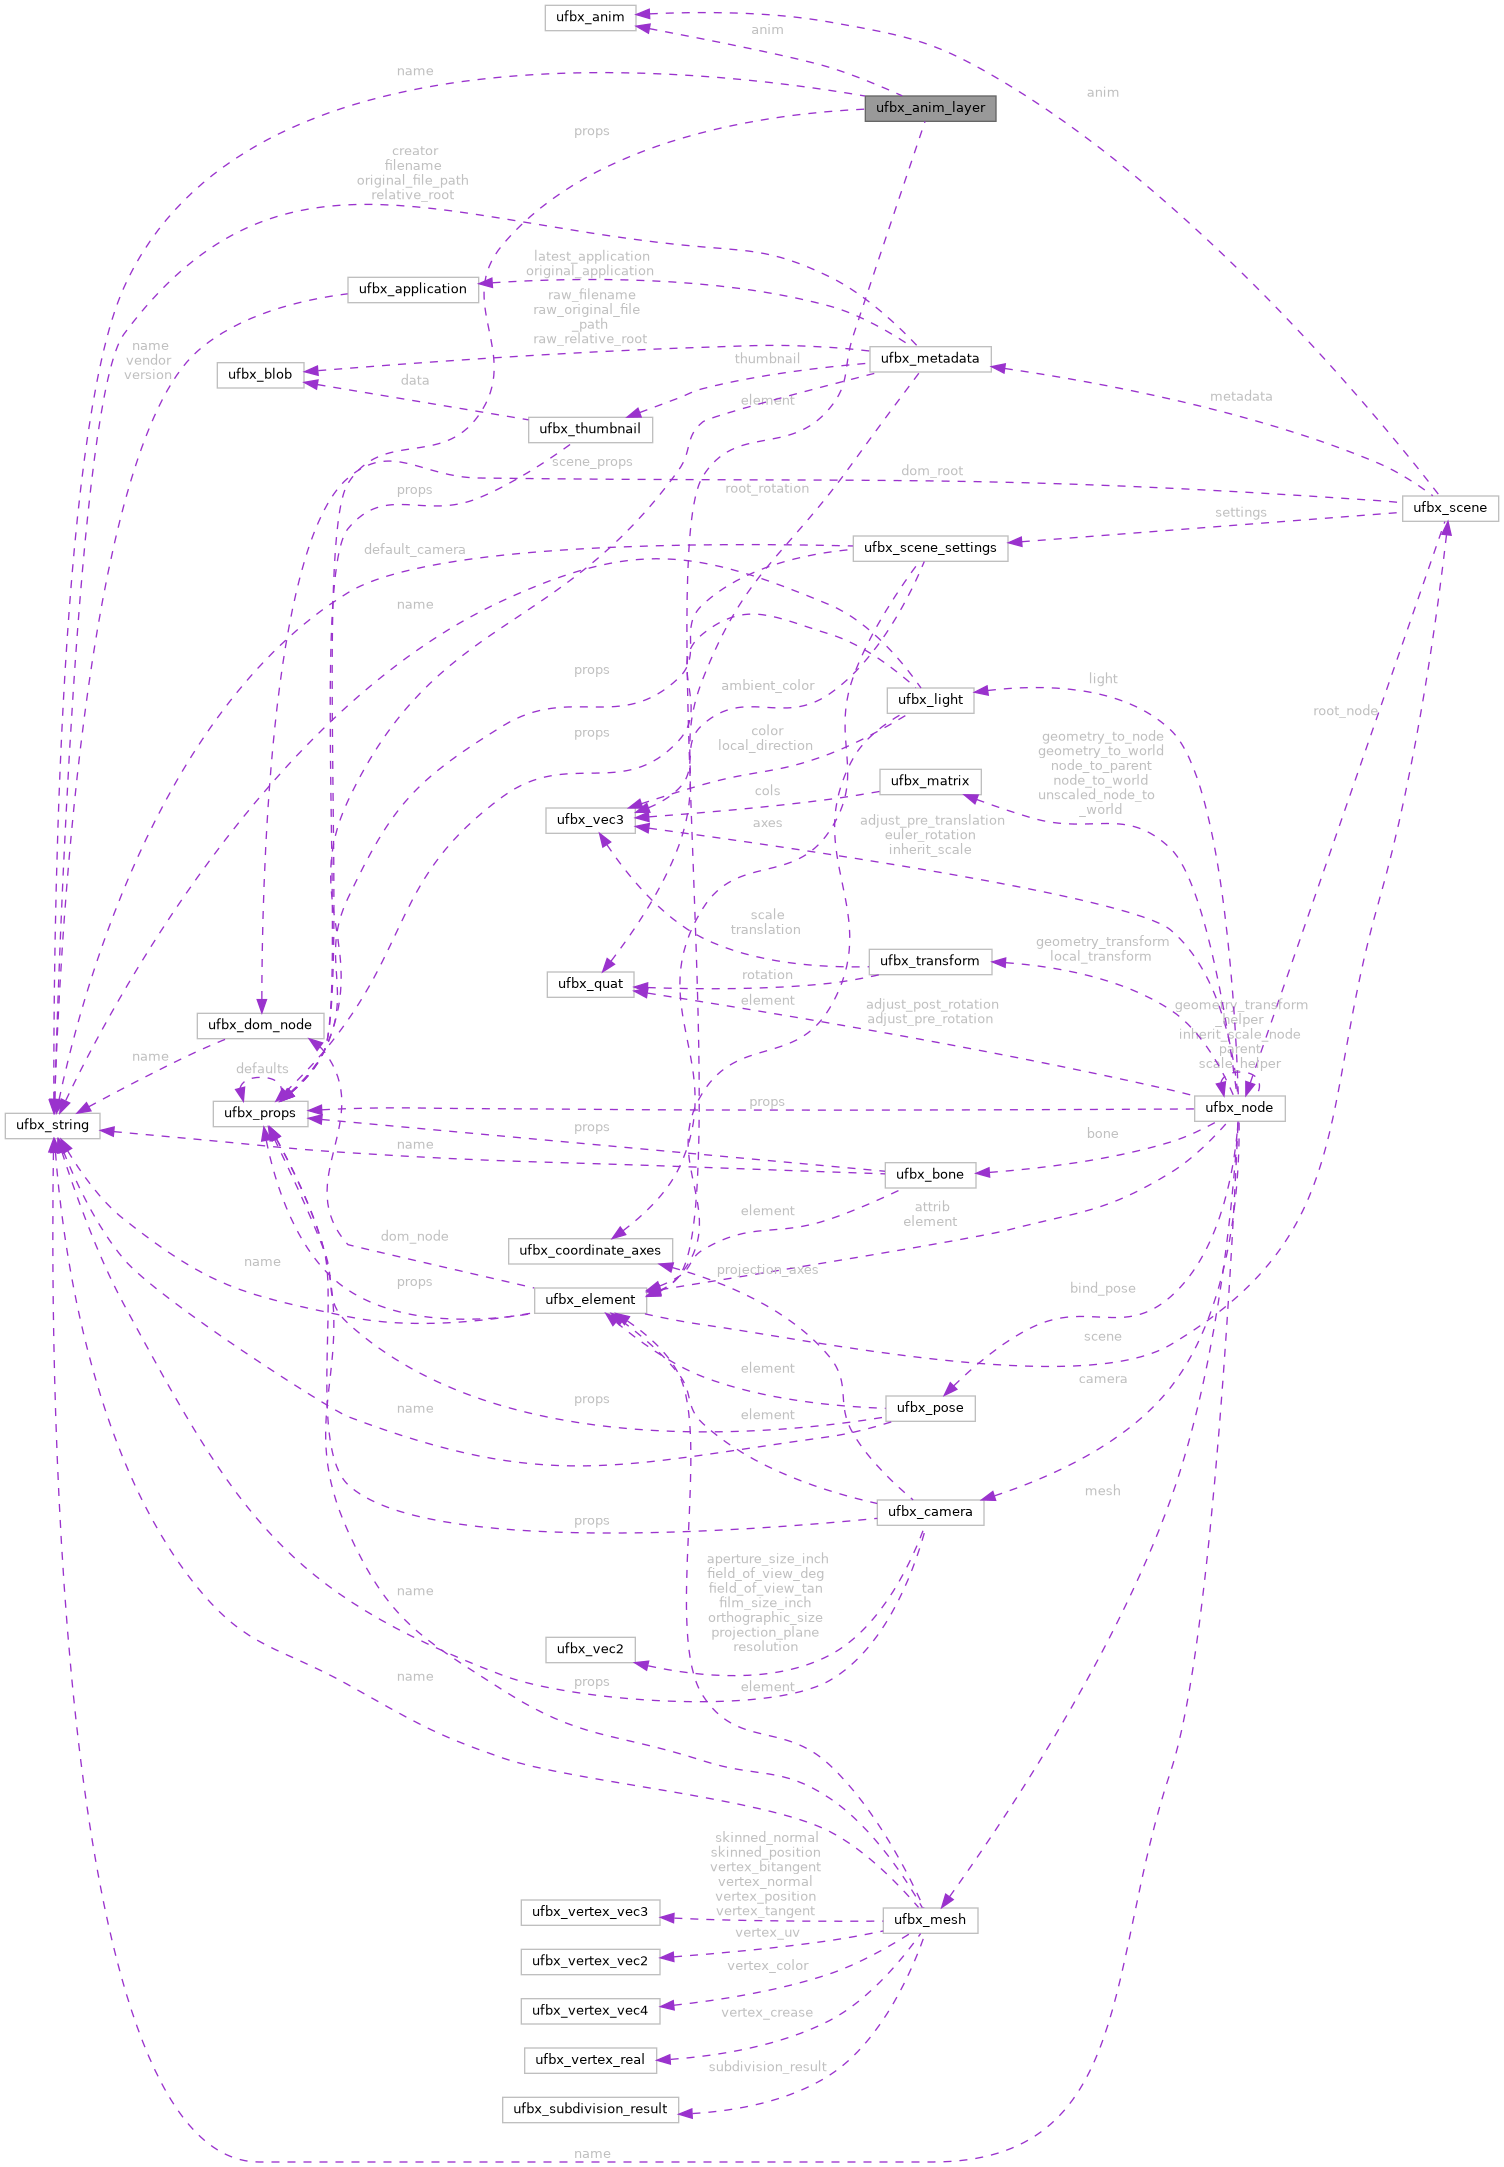 ufbx_anim
anim
name
anim
ufbx_anim_layer
props
creator
filename
original_file_path
relative_root
latest_application
original_application
ufbx_application
raw_filename
raw_original_file
_path
raw_relative_root
name
vendor
version
ufbx_metadata
thumbnail
ufbx_blob
data
metadata
element
ufbx_thumbnail
scene_props
dom_root
props
root_rotation
ufbx_scene
settings
default_camera
ufbx_scene_settings
name
props
light
ambient_color
ufbx_light
root_node
props
color
local_direction
geometry_to_node
geometry_to_world
node_to_parent
node_to_world
unscaled_node_to
_world
ufbx_matrix
cols
ufbx_vec3
axes
adjust_pre_translation
euler_rotation
inherit_scale
scale
translation
geometry_transform
local_transform
ufbx_transform
rotation
ufbx_quat
element
adjust_post_rotation
adjust_pre_rotation
geometry_transform
_helper
inherit_scale_node
parent
scale_helper
ufbx_dom_node
name
defaults
ufbx_props
props
ufbx_node
ufbx_string
props
name
bone
ufbx_bone
element
attrib
element
dom_node
ufbx_coordinate_axes
name
props
projection_axes
bind_pose
ufbx_element
scene
element
camera
props
name
element
ufbx_pose
mesh
props
ufbx_camera
aperture_size_inch
field_of_view_deg
field_of_view_tan
film_size_inch
orthographic_size
projection_plane
resolution
name
ufbx_vec2
name
props
element
skinned_normal
skinned_position
vertex_bitangent
vertex_normal
vertex_position
vertex_tangent
ufbx_vertex_vec3
ufbx_mesh
vertex_uv
ufbx_vertex_vec2
vertex_color
ufbx_vertex_vec4
vertex_crease
ufbx_vertex_real
subdivision_result
ufbx_subdivision_result
name